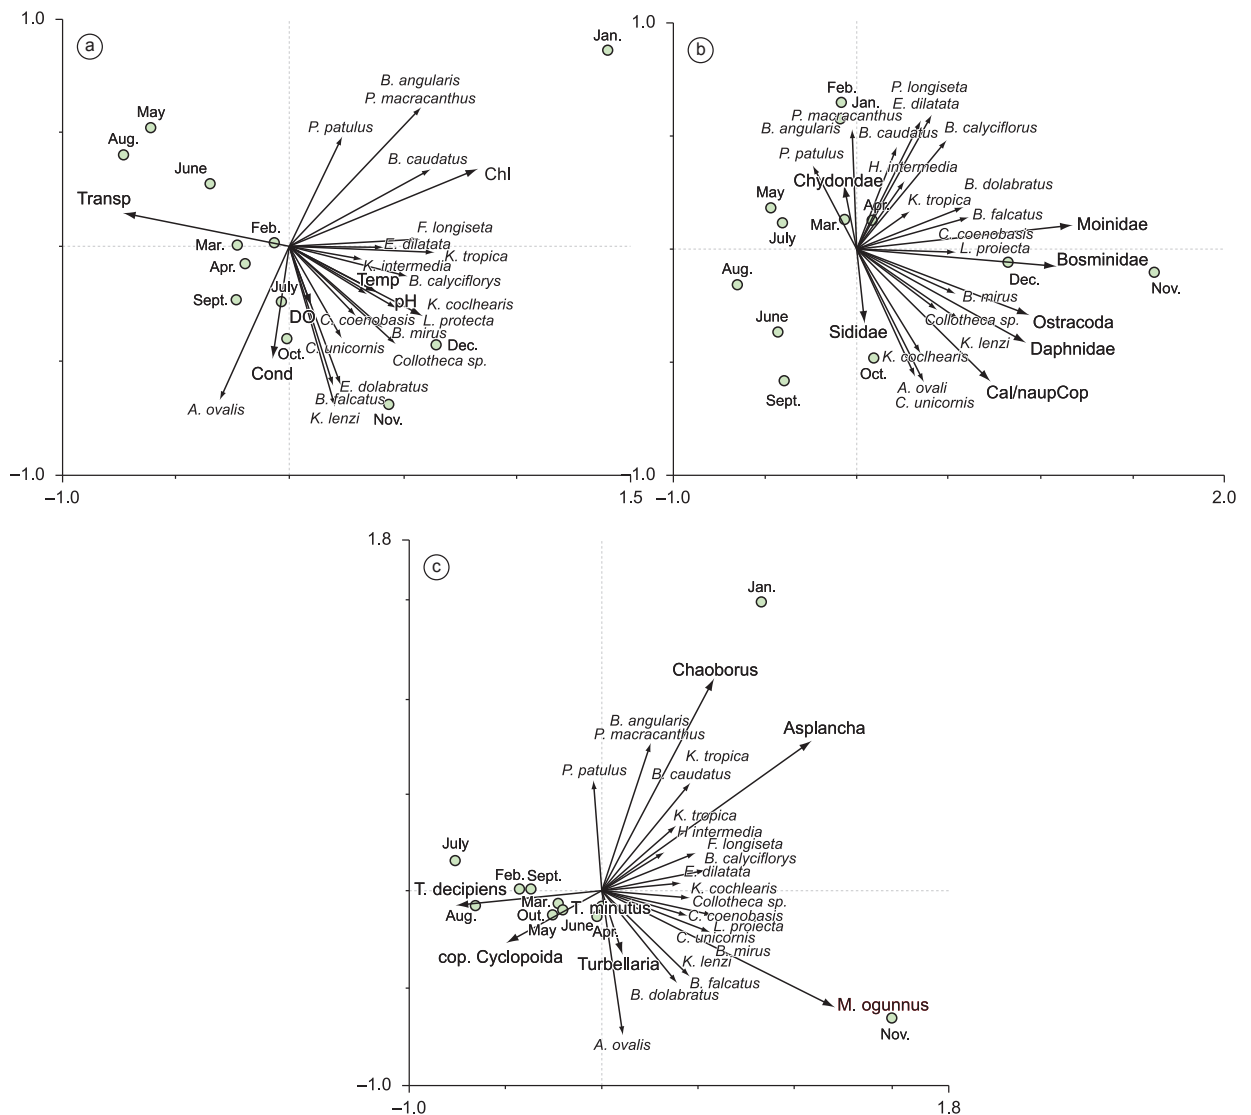 1.0
a
Jan.
B. angularis
P. macracanthus
May
P. patulus
Aug.
B. caudatus
June
Chl
Transp
F. longiseta
Feb.
Mar.
E. dilatata
K. tropica
Apr.
K. intermedia
Temp
B. calyciflorys
July
Sept.
pH
K. coclhearis
DO
C. coenobasis
L. protecta
B. mirus
Dec.
Oct.
C. unicornis
Collotheca sp.
Cond
E. dolabratus
B. falcatus
A. ovalis
K. lenzi
Nov.
–1.0
–1.0
1.5
1.0
b
Feb.
P. longiseta
Jan.
E. dilatata
P. macracanthus
B. angularis
B. caudatus
B. calyciflorus
P. patulus
H. intermedia
Chydondae
B. dolabratus
May
K. tropica
Apr.
Mar.
B. falcatus
Moinidae
July
C. coenobasis
L. proiecta
Bosminidae
Aug.
Dec.
Nov.
B. mirus
June
Sididae
Collotheca sp.
Ostracoda
K. lenzi
Daphnidae
K. coclhearis
Oct.
A. ovali
Cal/naupCop
Sept.
C. unicornis
–1.0
-1.0
2.0
1.8
c
Jan.
Chaoborus
B. angularis
Asplancha
P. macracanthus
K. tropica
P. patulus
B. caudatus
K. tropica
H intermedia
July
F. longiseta
B. calyciflorys
Feb.
Sept.
E. dilatata
T. decipiens
K. cochlearis
Mar.
Collotheca sp.
Aug.
Out.
T. minutus
C. coenobasis
May
June
Apr.
L. proiecta
C. unicornis
B. mirus
cop. Cyclopoida
Turbellaria
K. lenzi
B. falcatus
B. dolabratus
M. ogunnus
Nov.
A. ovalis
-1.0
-1.0
1.8